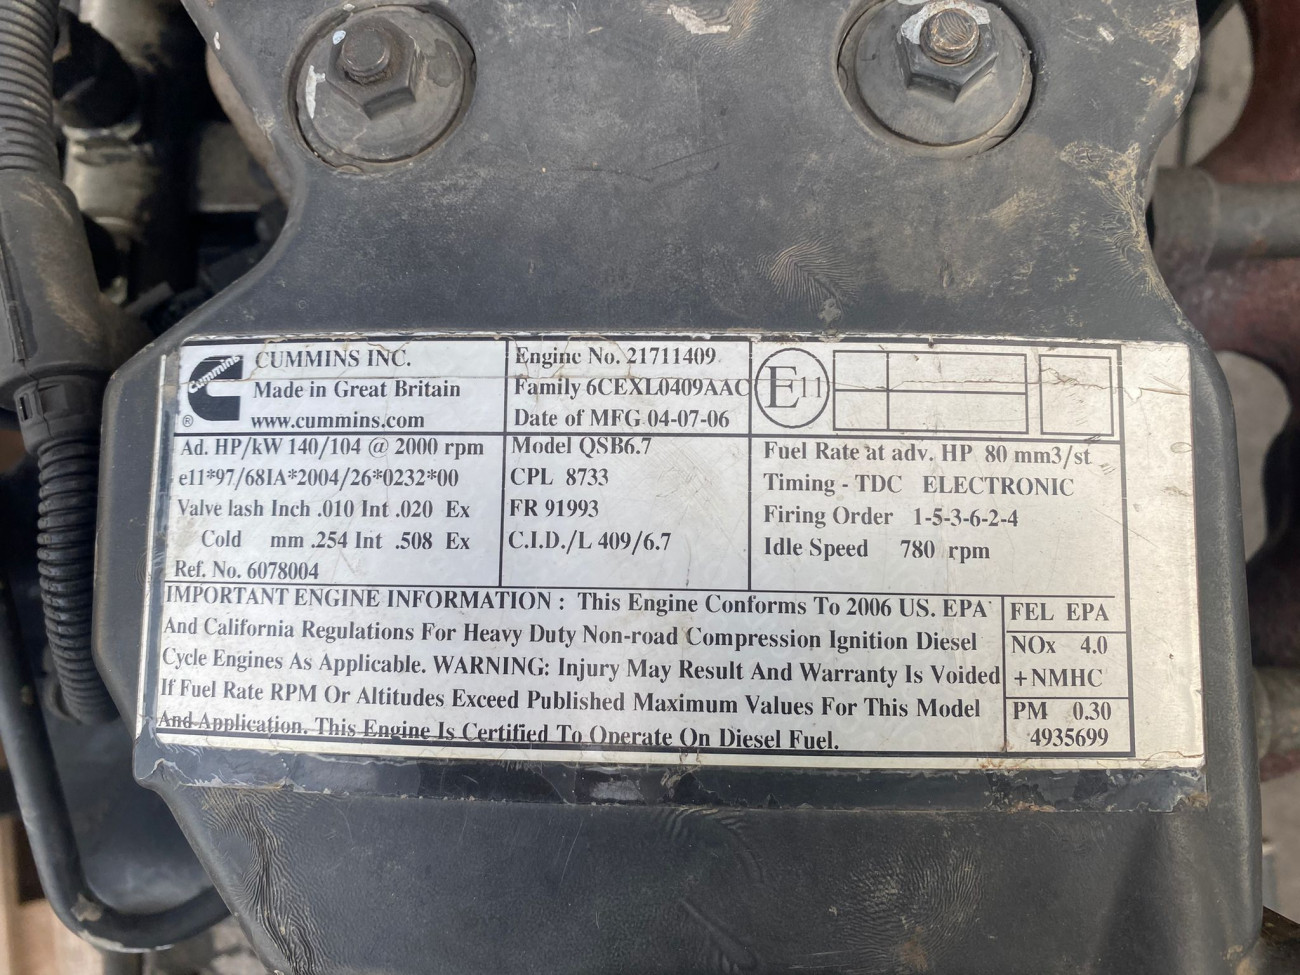 Cummins
®
CUMMINS INC.
Made in Great Britain
www.cummins.com
Engine No. 21711409
Family 6CEXL0409AAC
Date of MFG 04-07-06
E11
Ad. HP/kW 140/104 @ 2000 rpm
e11*97/68IA*2004/26*0232*00
Valve lash Inch .010 Int .020 Ex
Cold mm .254 Int .508 Ex
Ref. No. 6078004
Model QSB6.7
CPL 8733
FR 91993
C.I.D./L 409/6.7
Fuel Rate at adv. HP 80 mm3/st
Timing - TDC ELECTRONIC
Firing Order 1-5-3-6-2-4
Idle Speed 780 rpm
IMPORTANT ENGINE INFORMATION : This Engine Conforms To 2006 US. EPA
And California Regulations For Heavy Duty Non-road Compression Ignition Diesel
Cycle Engines As Applicable. WARNING: Injury May Result And Warranty Is Voided
If Fuel Rate RPM Or Altitudes Exceed Published Maximum Values For This Model
And Application. This Engine Is Certified To Operate On Diesel Fuel.
FEL EPA
NOx 4.0
+NMHC
PM 0.30
4935699